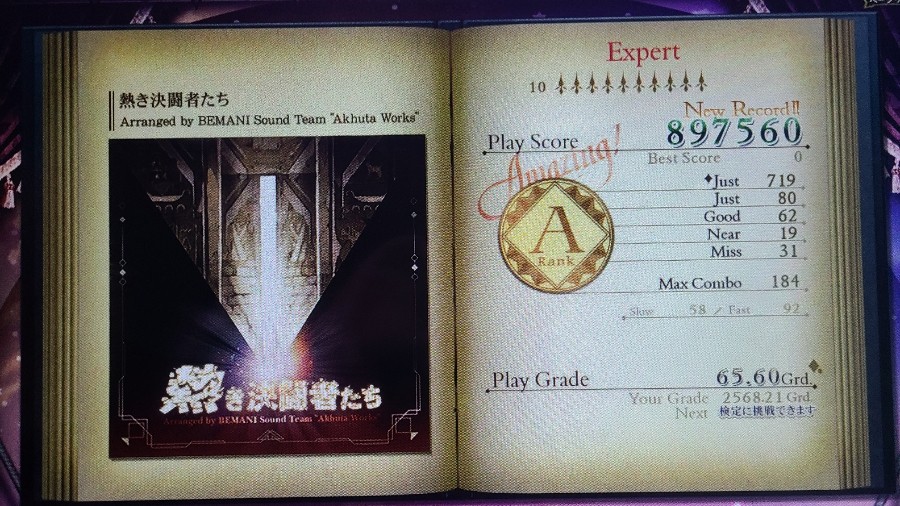 熱き決闘者たち
Arranged by BEMANI Sound Team "Akhuta Works"
熱き決闘者たち
Arranged by BEMANI Sound Team "Akhuta Works"
Expert
10
New Record!!
Play Score 897560
Best Score 0
Amazing!
A
Rank
Just 719
Just 80
Good 62
Near 19
Miss 31
Max Combo 184
Slow 58 / Fast 92
Play Grade 65.60Grd.
Your Grade 2568.21Grd.
Next 検定に挑戦できます